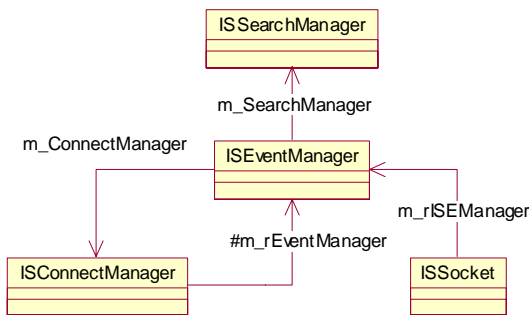 ISSearchManager
m_SearchManager
m_ConnectManager
ISEventManager
m_rISEManager
#m_rEventManager
ISConnectManager
ISSocket